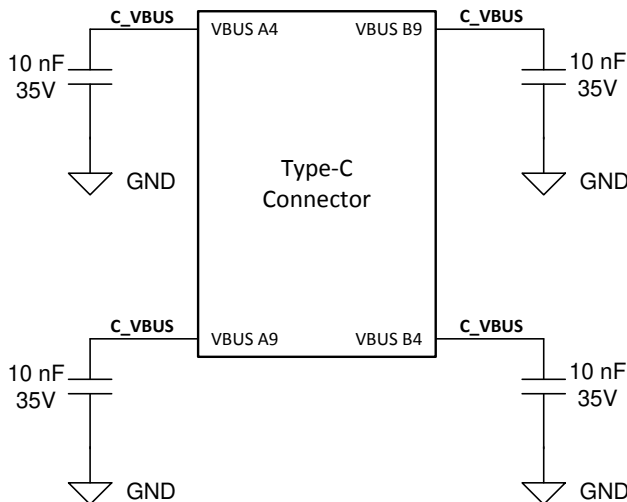 C_VBUS
C_VBUS
VBUS A4
VBUS B9
10 nF
35V
10 nF
35V
GND
Type-C
Connector
GND
C_VBUS
C_VBUS
VBUS A9
VBUS B4
10 nF
35V
10 nF
35V
GND
GND